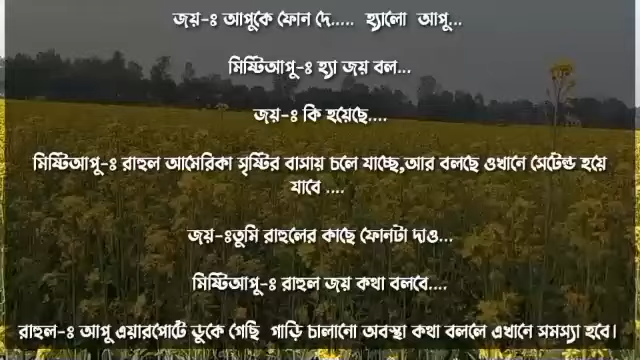 জয়-ঃ আপুকে ফোন দে..... হ্যালো আপু...
মিষ্টিআপু-ঃ হ্যা জয় বল...
জয়-ঃ কি হয়েছে....
মিষ্টিআপু-ঃ রাহুল আমেরিকা সৃষ্টির বাসায় চলে যাচ্ছে,আর বলছে ওখানে সেটেল্ড হয়ে
যাবে ....
জয়-ঃতুমি রাহুলের কাছে ফোনটা দাও...
মিষ্টিআপু-ঃ রাহুল জয় কথা বলবে....
রাহুল-ঃ আপু এয়ারপোর্টে ঢুকে গেছি গাড়ি চালানো অবস্থা কথা বললে এখানে সমস্যা হবে।